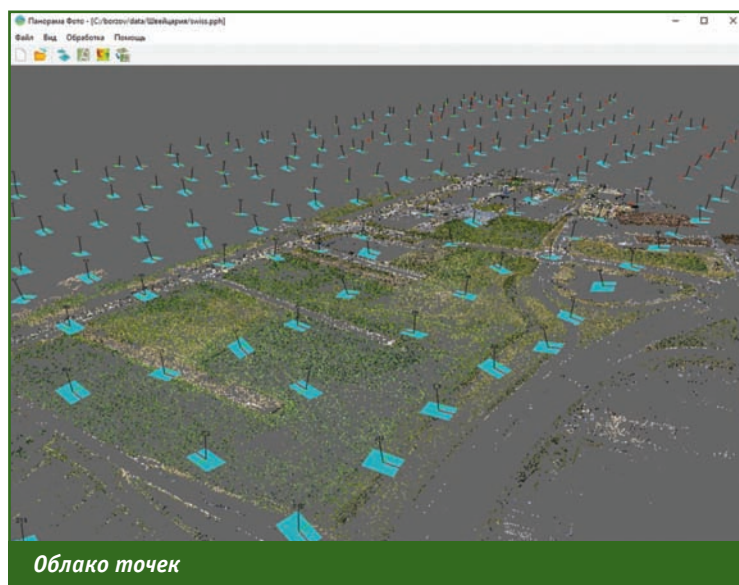 Панорама Фото - [C:/borzov/data/Швейцария/swiss.pph]
Файл Вид Обработка Помощь
Облако точек